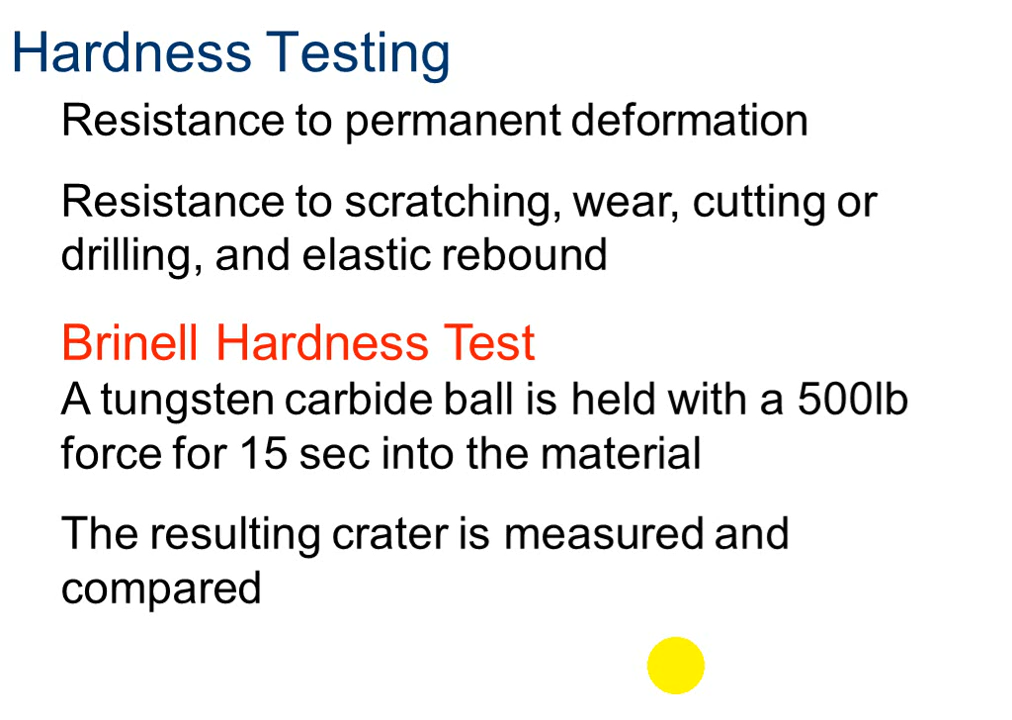 Hardness Testing
Resistance to permanent deformation
Resistance to scratching, wear, cutting or
drilling, and elastic rebound
Brinell Hardness Test
A tungsten carbide ball is held with a 500lb
force for 15 sec into the material
The resulting crater is measured and
compared